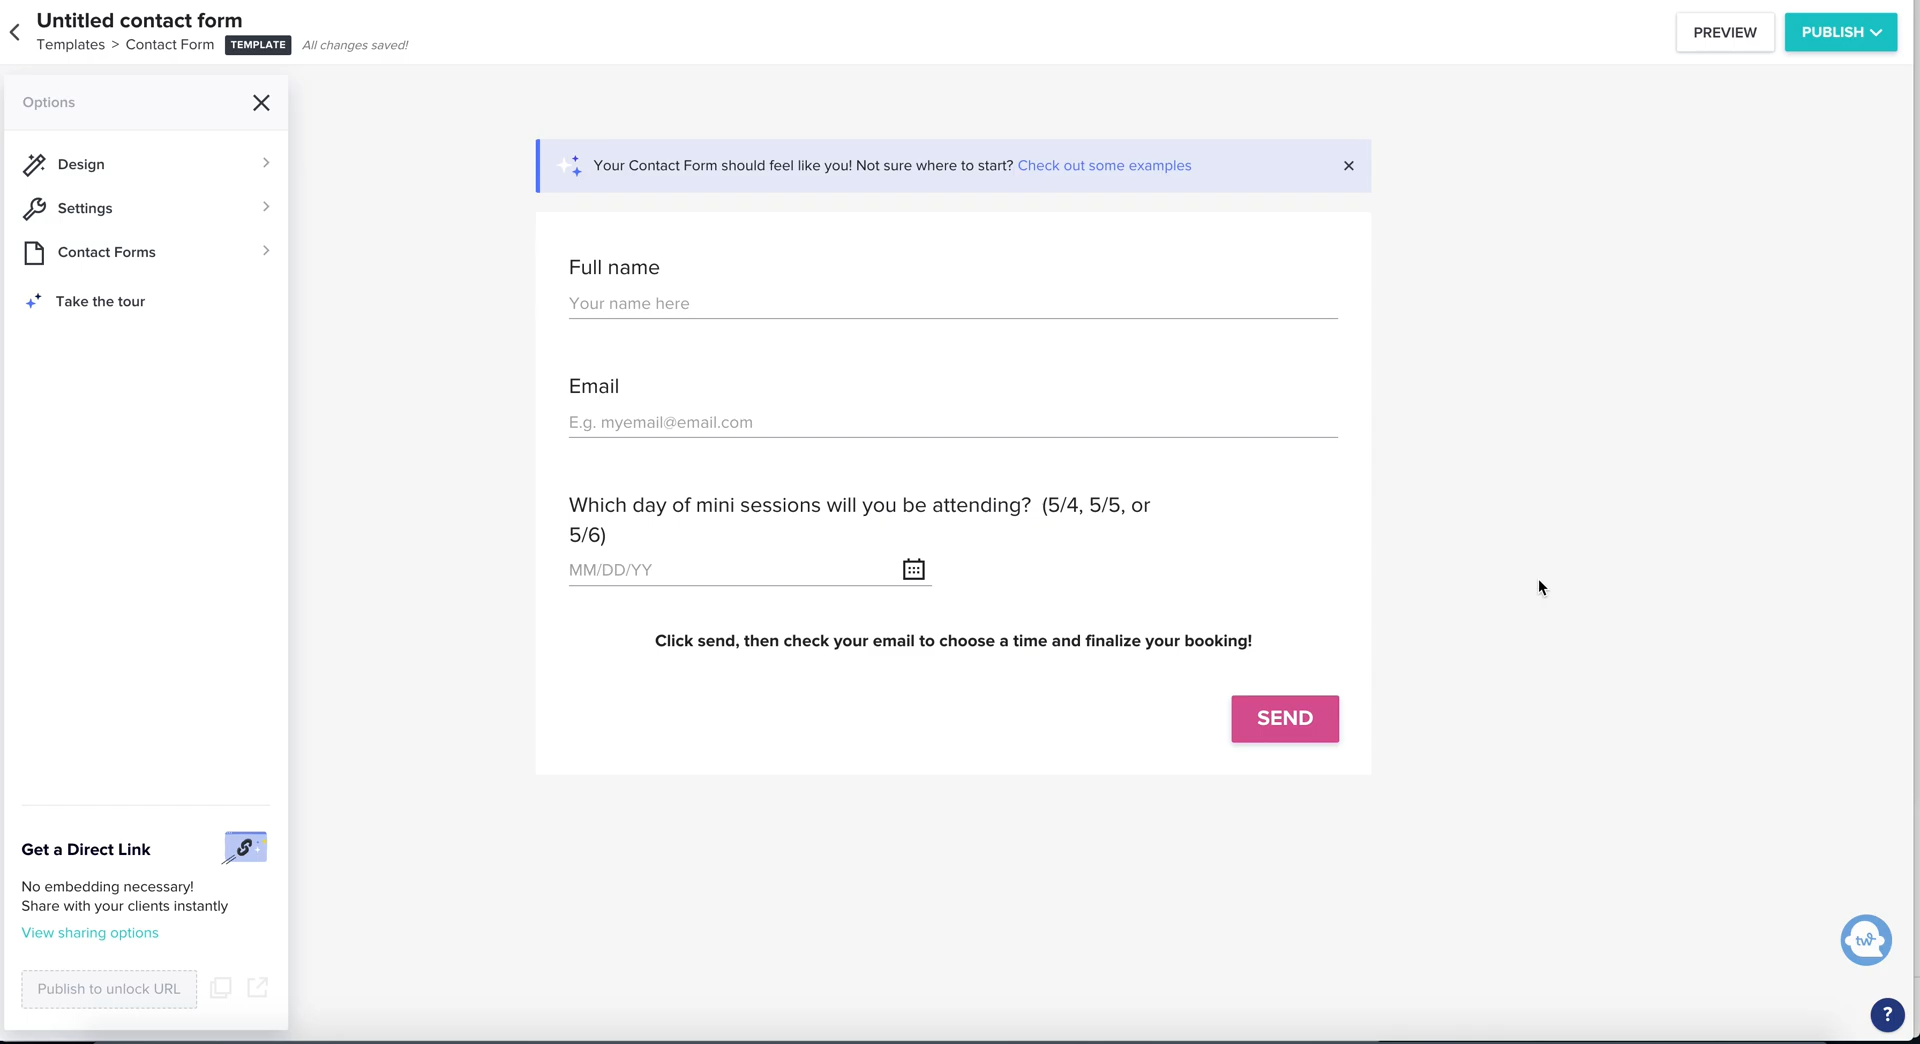 Untitled contact form
Templates > Contact Form TEMPLATE All changes saved!
PREVIEW
PUBLISH
Options
Design
Settings
Contact Forms
Take the tour
Your Contact Form should feel like you! Not sure where to start? Check out some examples
Full name
Your name here
Email
E.g. myemail@email.com
Which day of mini sessions will you be attending? (5/4, 5/5, or
5/6)
MM/DD/YY
Click send, then check your email to choose a time and finalize your booking!
SEND
Get a Direct Link
No embedding necessary!
Share with your clients instantly
View sharing options
Publish to unlock URL
tw
?